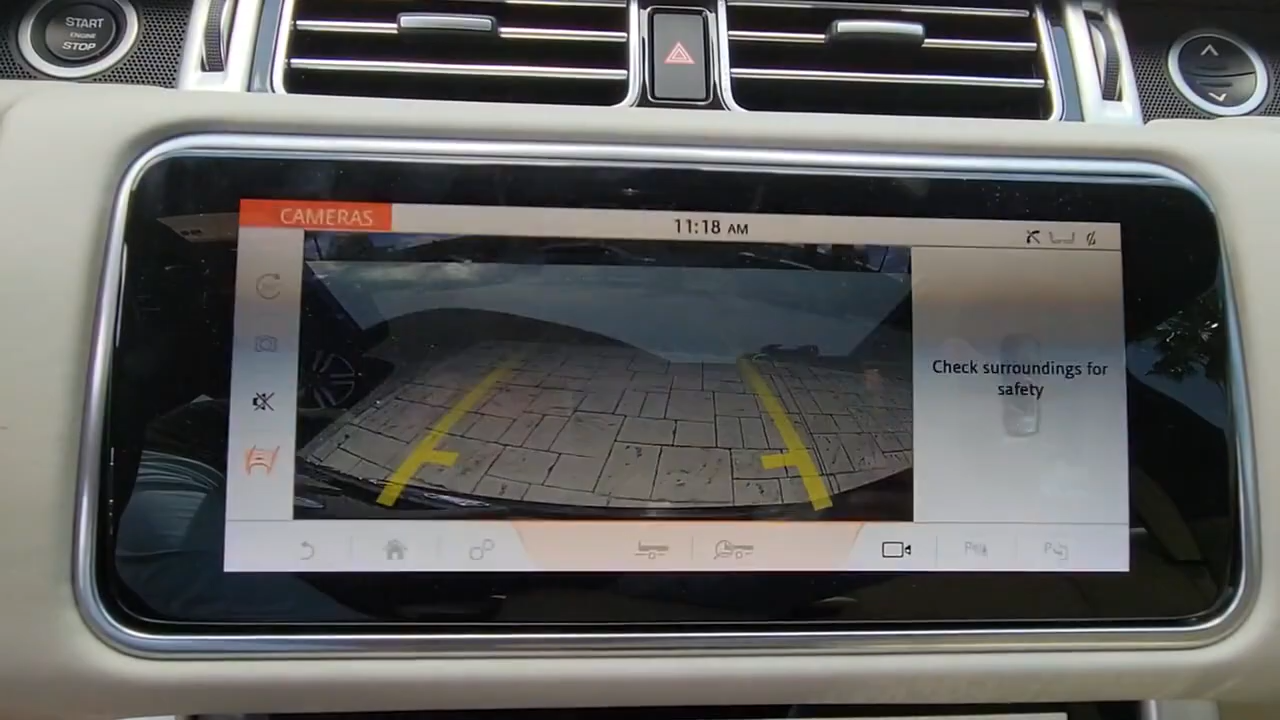 START
ENGINE
STOP
CAMERAS
11:18 AM
Check surroundings for
safety